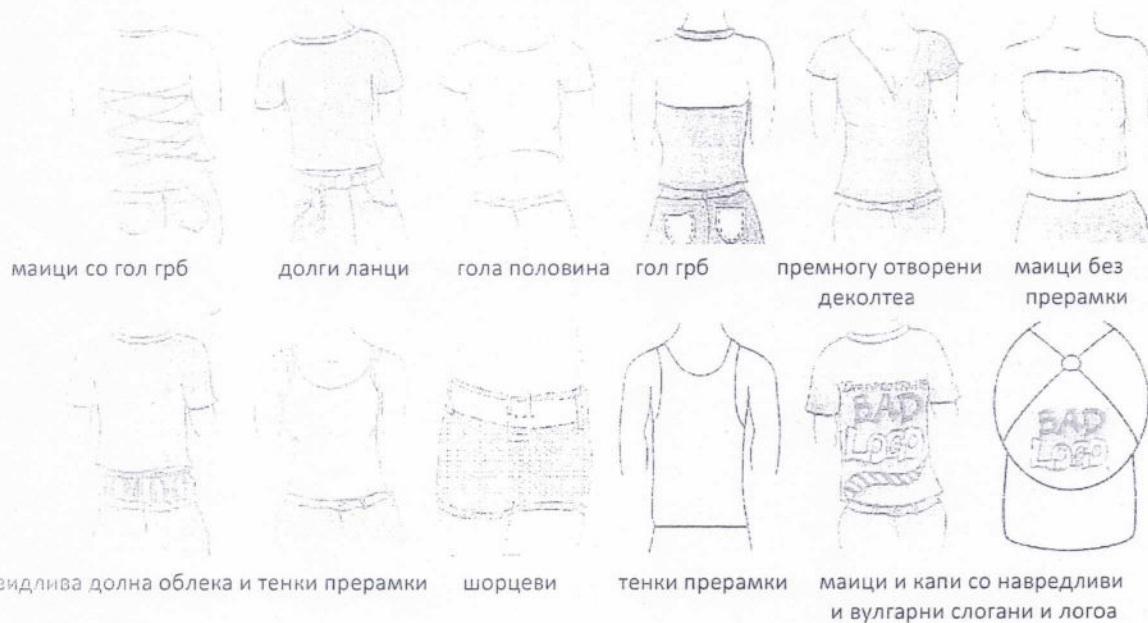 маици со гол грб
долги ланци
гола половина
гол грб
премногу отворени
деколтеа
маици без
прерамки
BAD
LOGO
BAD
LOGO
видлива долна облека и тенки прерамки
шорцеви
тенки прерамки
маици и капи со навредливи
и вулгарни слогани и логоа